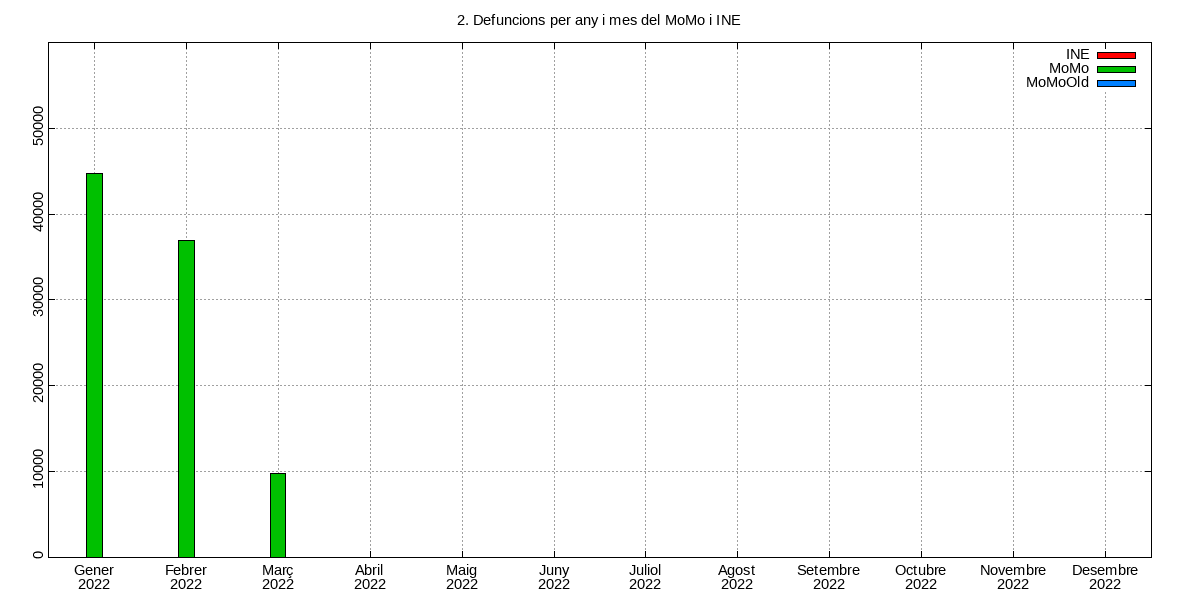 2. Defuncions per any i mes del MoMo i INE
INE
MoMo
MoMoOld
50000
40000
30000
20000
10000
0
Gener Febrer Març Abril Maig Juny Juliol Agost Setembre Octubre Novembre Desembre
2022 2022 2022 2022 2022 2022 2022 2022 2022 2022 2022 2022